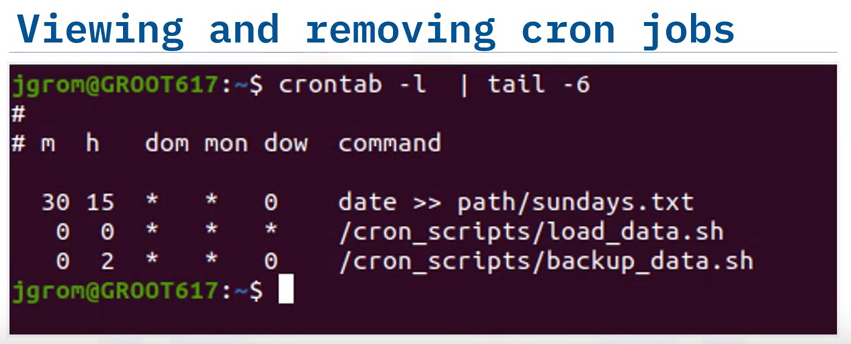 Viewing and removing cron jobs
jgrom@GROOT617:~$ crontab -l  | tail -6
#
# m  h   dom mon dow  command
30 15  *   *   0    date >> path/sundays.txt
0  0  *   *   *    /cron_scripts/load_data.sh
0  2  *   *   0    /cron_scripts/backup_data.sh
jgrom@GROOT617:~$